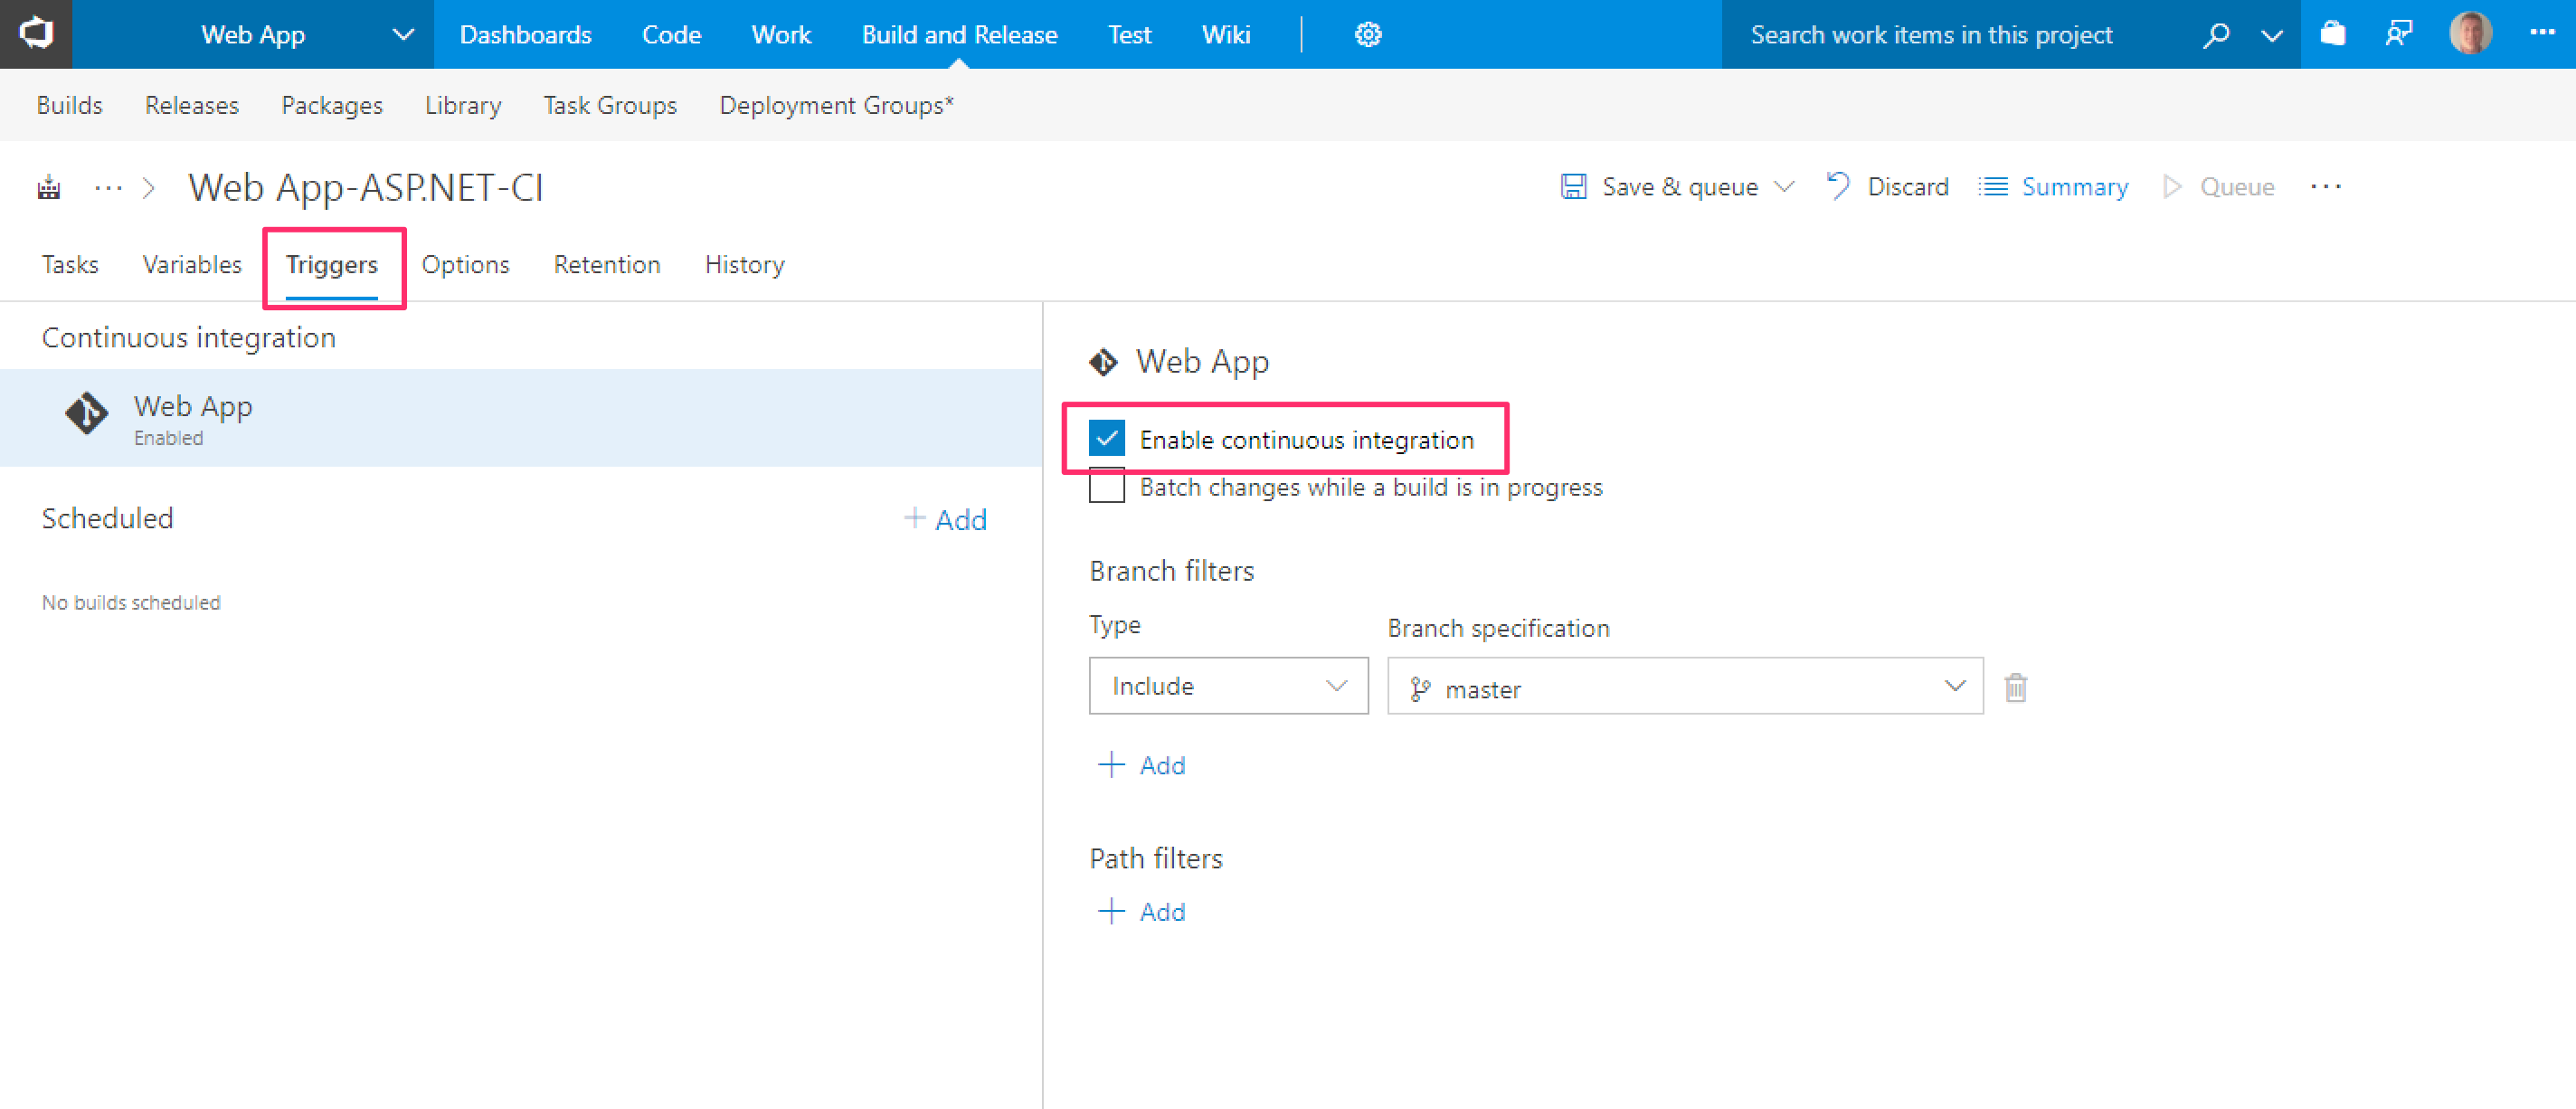 Web App Dashboards Code Work Build and Release Test Wiki Search work items in this project
Builds Releases Packages Library Task Groups Deployment Groups*
Web App-ASP.NET-CI Save & queue Discard Summary Queue
Tasks Variables Triggers Options Retention History
Continuous integration
Web App
Enabled
Scheduled + Add
No builds scheduled
Web App
Enable continuous integration
Batch changes while a build is in progress
Branch filters
Type Branch specification
Include master
+ Add
Path filters
+ Add